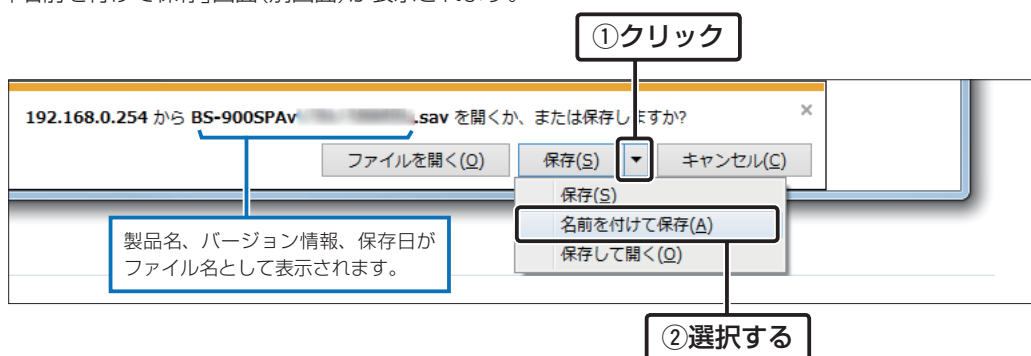 ①クリック
192.168.0.254 から BS-900SPAv .sav を開くか、または保存しますか?
×
ファイルを開く(O)
保存(S)
▼
キャンセル(C)
保存(S)
名前を付けて保存(A)
保存して開く(O)
製品名、バージョン情報、保存日が
ファイル名として表示されます。
②選択する